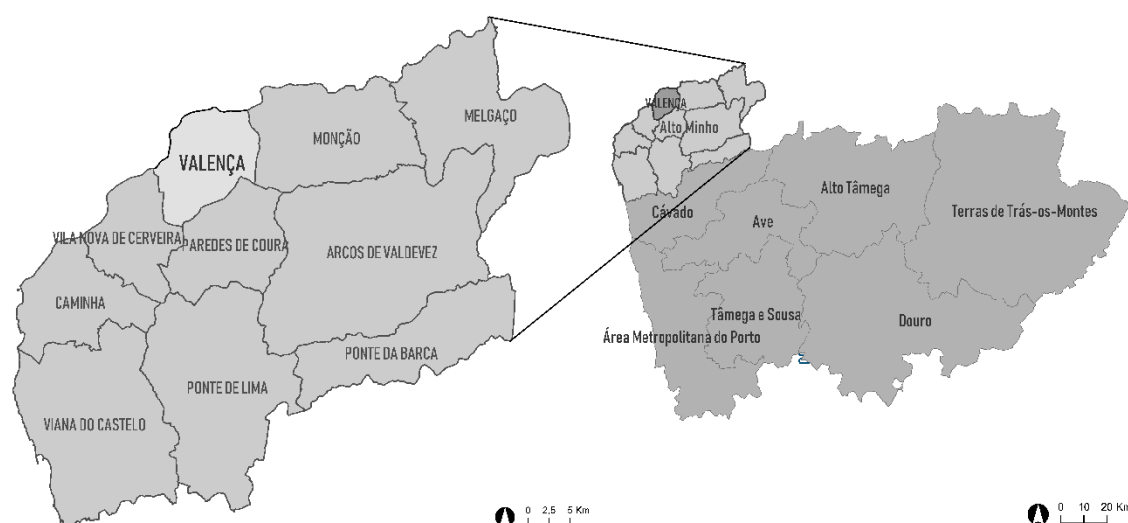 MELGAÇO
MONÇÃO
VALENÇA
VILA NOVA DE CERVEIRA
PAREDES DE COURA
ARCOS DE VALDEVEZ
CAMINHA
PONTE DA BARCA
PONTE DE LIMA
VIANA DO CASTELO
0 2,5 5 Km
VALENÇA
Alto Minho
Alto Tâmega
Cávado
Ave
Terras de Trás-os-Montes
Tâmega e Sousa
Douro
Área Metropolitana do Porto
0 10 20 Km